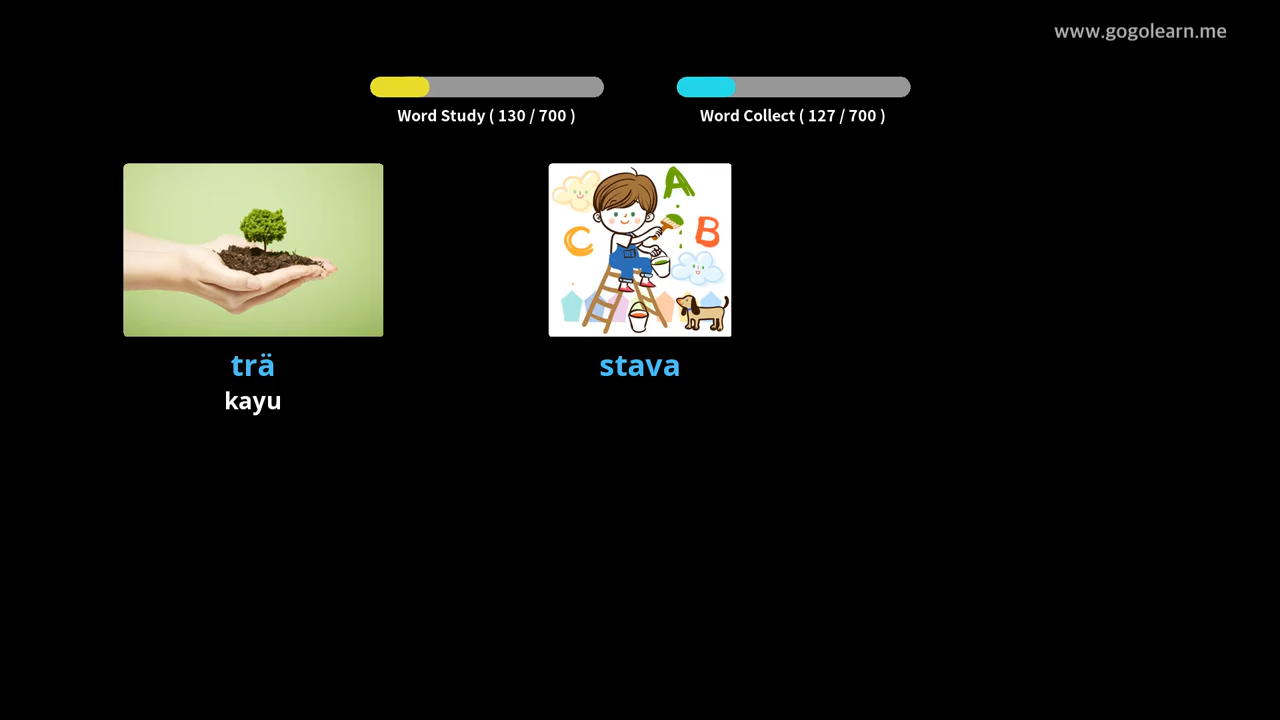 www.gogolearn.me
Word Study ( 130 / 700 )
Word Collect ( 127 / 700 )
A
B
C
trä
stava
kayu